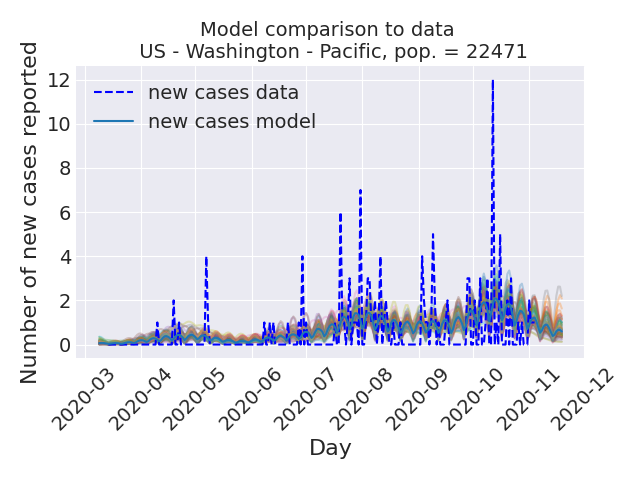 Model comparison to data
US - Washington - Pacific, pop. = 22471
Number of new cases reported
12
10
8
6
4
2
0
new cases data
new cases model
2020-03
2020-04
2020-05
2020-06
2020-07
2020-08
2020-09
2020-10
2020-11
2020-12
Day